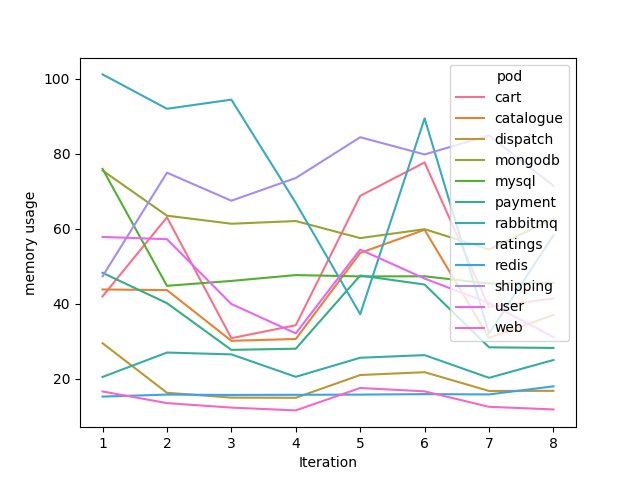 pod
cart
catalogue
dispatch
mongodb
mysql
payment
rabbitmq
ratings
redis
shipping
user
web
100
80
60
40
20
memory usage
1 2 3 4 5 6 7 8
Iteration